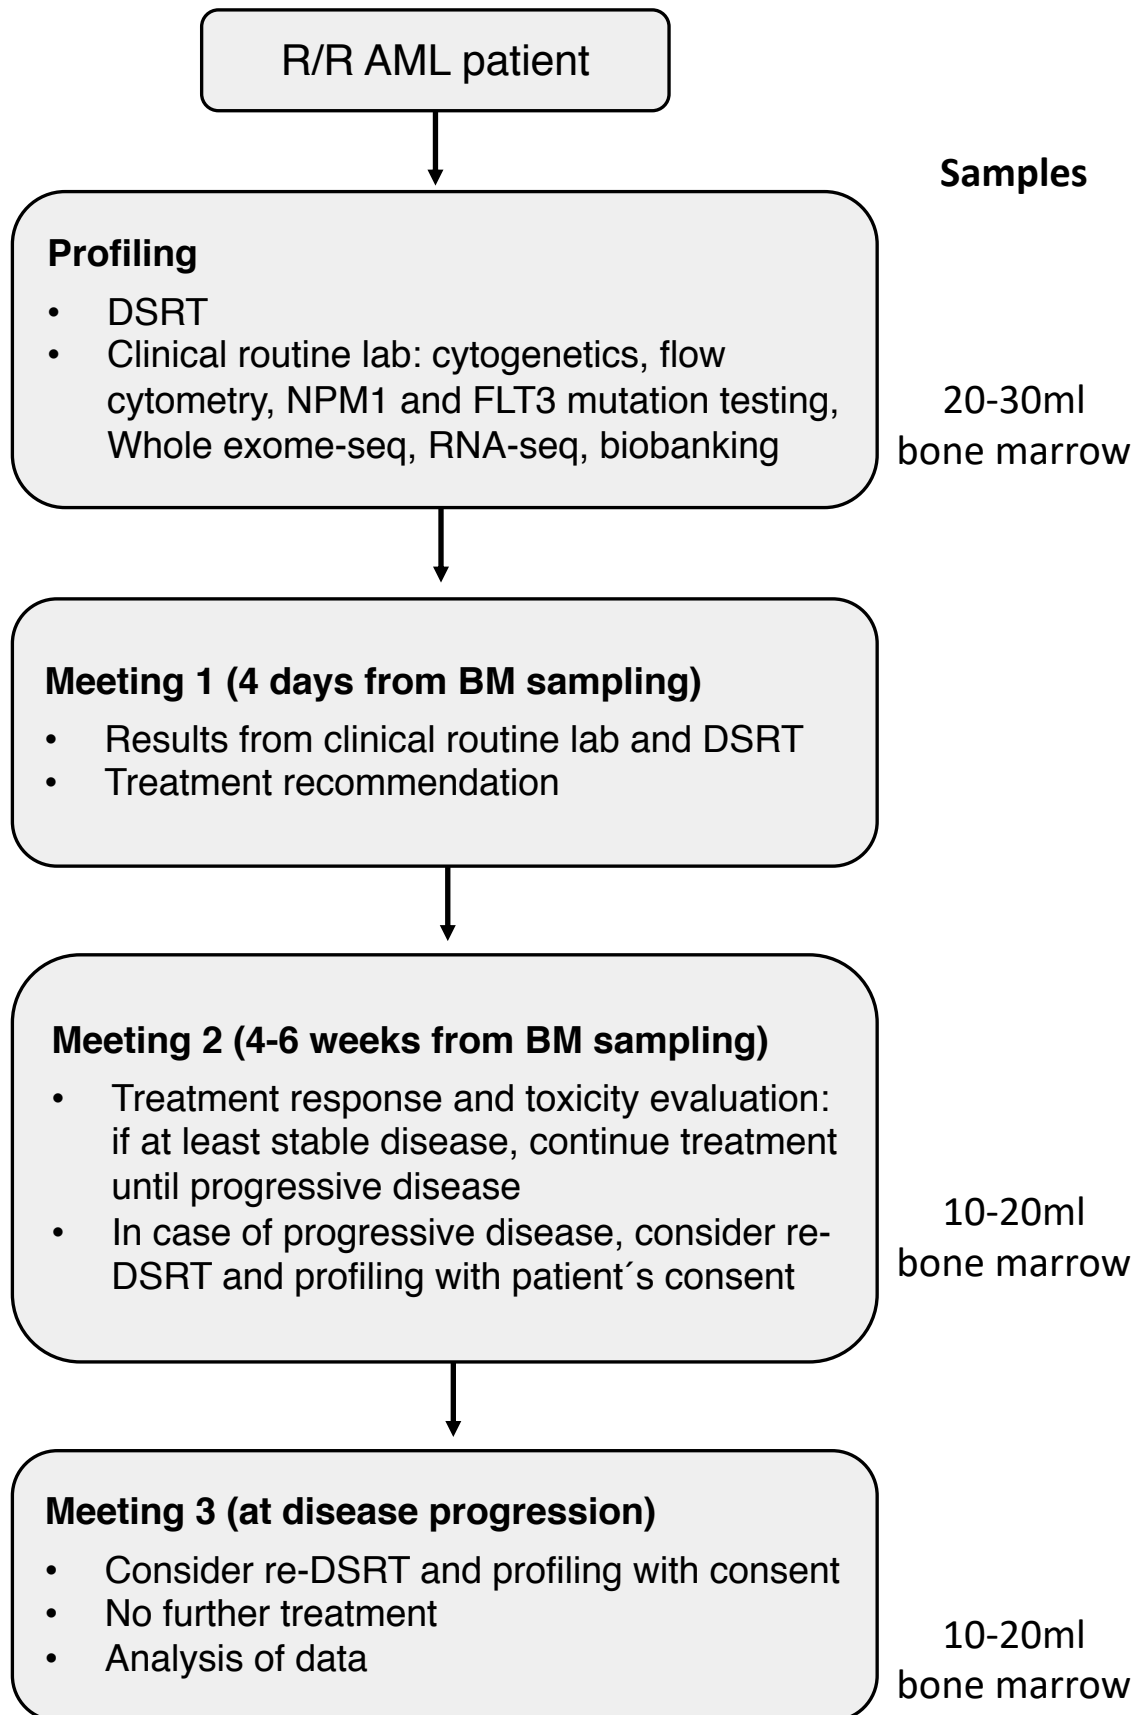 R/R AML patient
Samples
Profiling
• DSRT
• Clinical routine lab: cytogenetics, flow
cytometry, NPM1 and FLT3 mutation testing,
Whole exome-seq, RNA-seq, biobanking
20-30ml
bone marrow
Meeting 1 (4 days from BM sampling)
• Results from clinical routine lab and DSRT
• Treatment recommendation
Meeting 2 (4-6 weeks from BM sampling)
• Treatment response and toxicity evaluation:
if at least stable disease, continue treatment
until progressive disease
• In case of progressive disease, consider re-
DSRT and profiling with patient´s consent
10-20ml
bone marrow
Meeting 3 (at disease progression)
• Consider re-DSRT and profiling with consent
• No further treatment
• Analysis of data
10-20ml
bone marrow